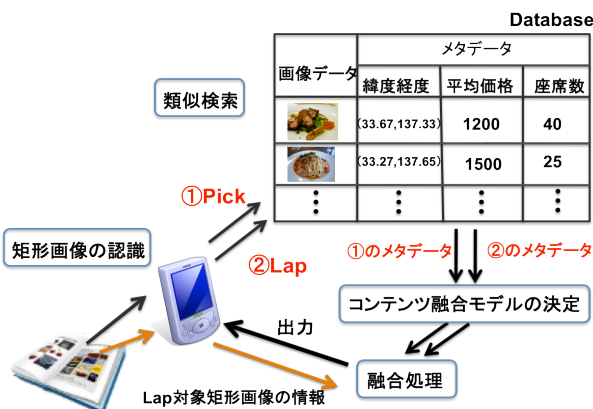 Database
メタデータ
画像データ
緯度経度 平均価格 座席数
類似検索
(33.67,137.33) 1200 40
(33.27,137.65) 1500 25
①Pick
②Lap
矩形画像の認識
①のメタデータ ②のメタデータ
コンテンツ融合モデルの決定
出力
融合処理
Lap対象矩形画像の情報